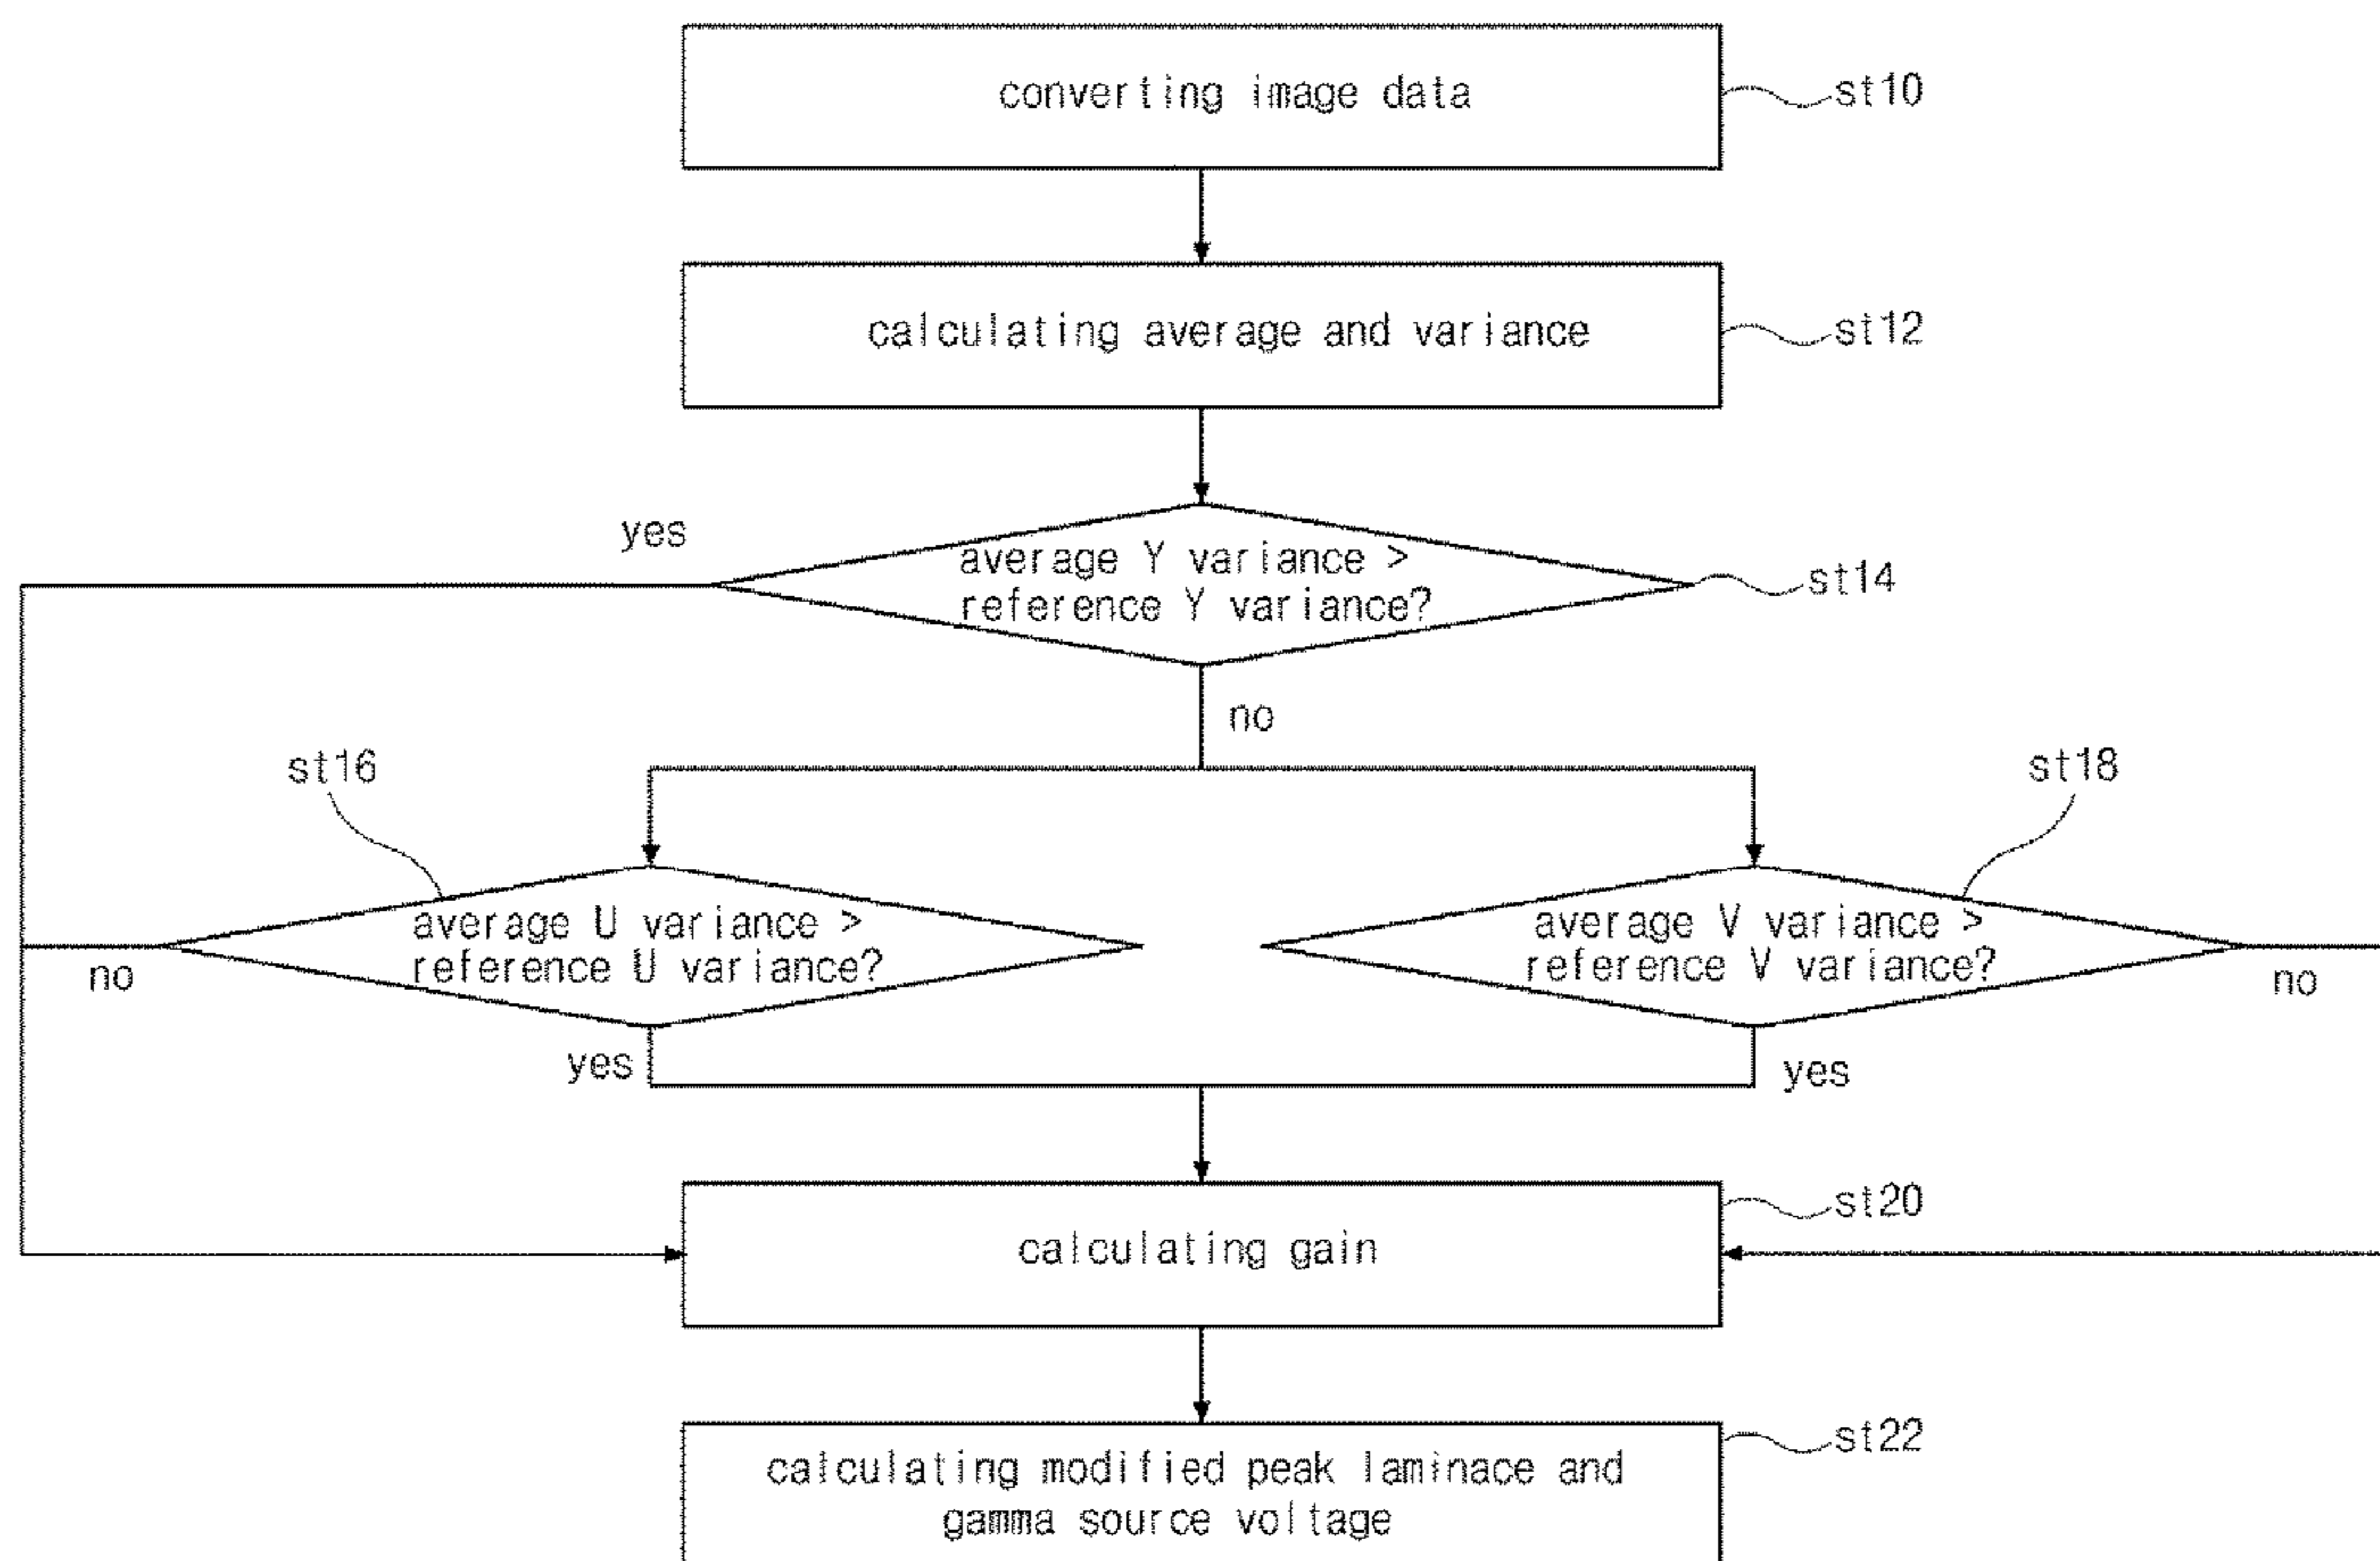 converting image data
st10
calculating average and variance
st12
yes
average Y variance >
reference Y variance?
st14
no
st16
st18
average U variance >
reference U variance?
average V variance >
reference V variance?
no
no
yes
yes
st20
calculating gain
st22
calculating modified peak laminace and
gamma source voltage